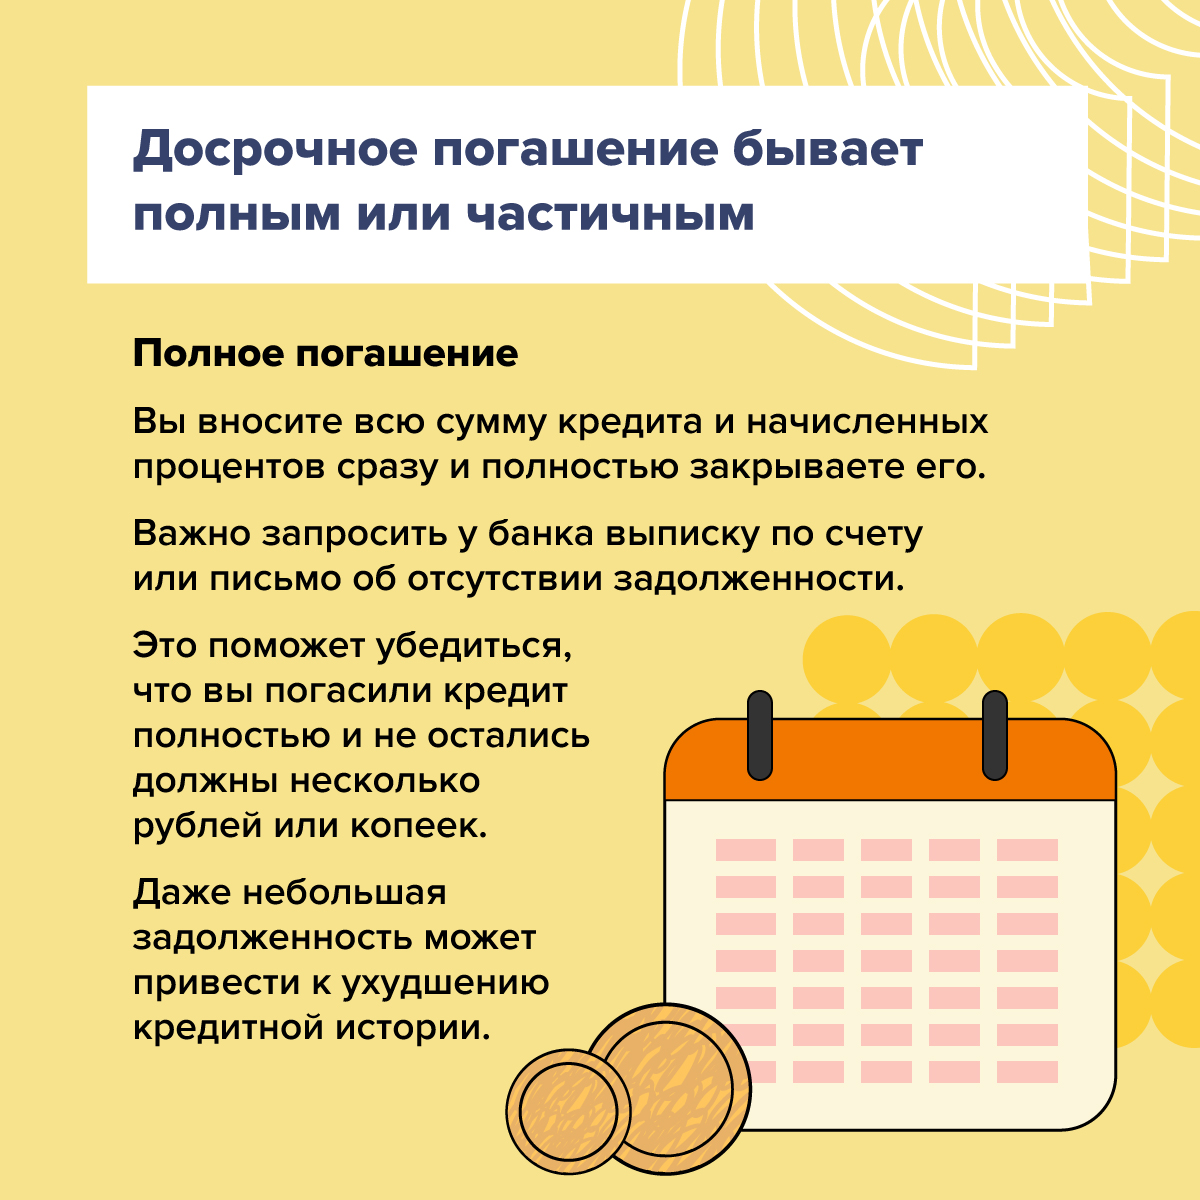 Досрочное погашение бывает
полным или частичным
Полное погашение
Вы вносите всю сумму кредита и начисленных
процентов сразу и полностью закрываете его.
Важно запросить у банка выписку по счету
или письмо об отсутствии задолженности.
Это поможет убедиться,
что вы погасили кредит
полностью и не остались
должны несколько
рублей или копеек.
Даже небольшая
задолженность может
привести к ухудшению
кредитной истории.